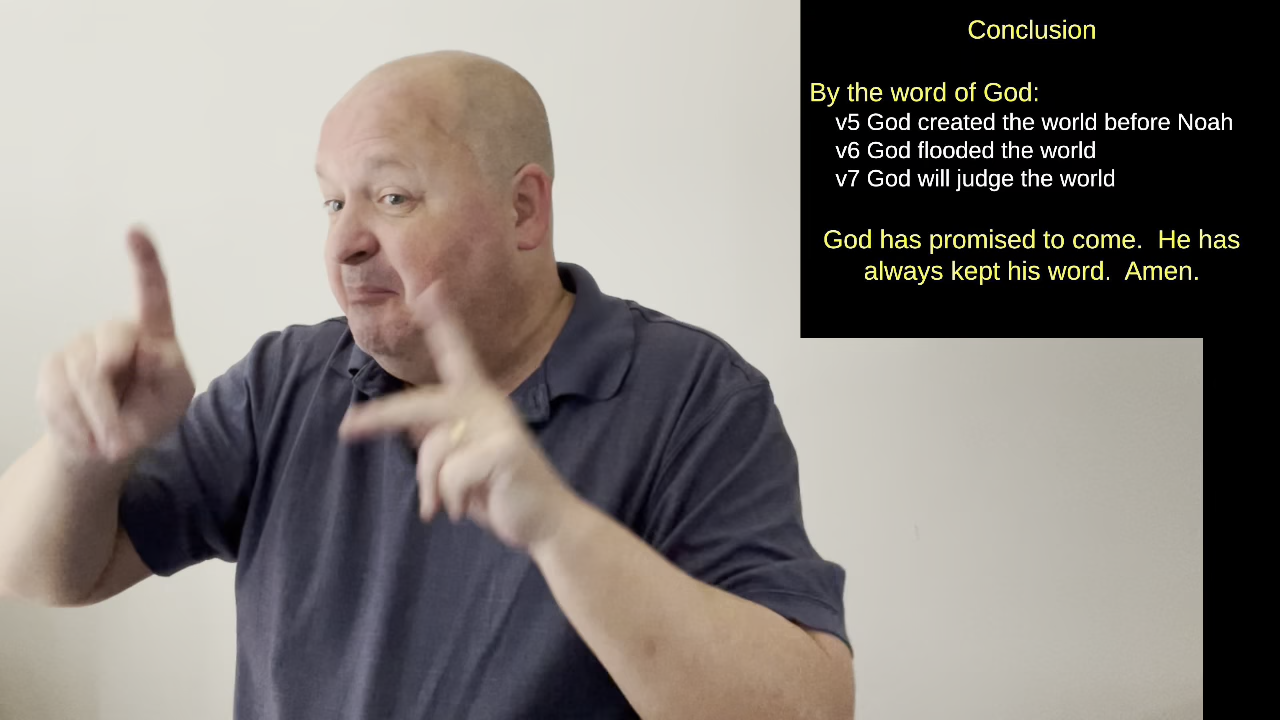 Conclusion
By the word of God:
v5 God created the world before Noah
v6 God flooded the world
v7 God will judge the world
God has promised to come.  He has
always kept his word.  Amen.